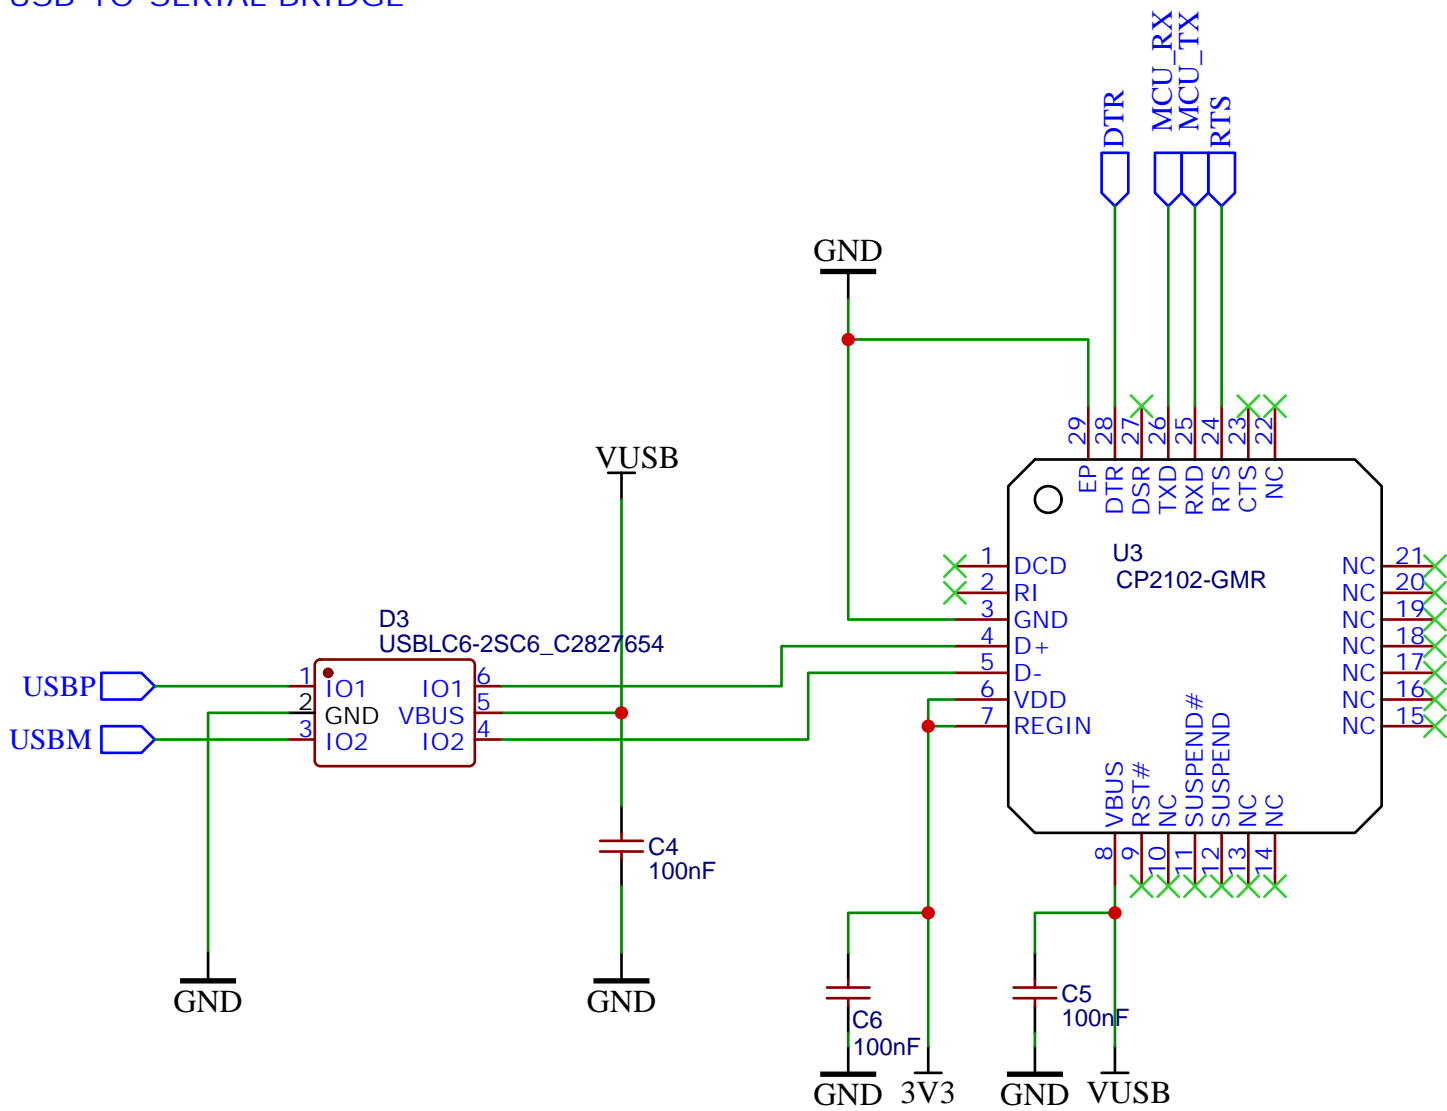 USB-TO-SERIAL BRIDGE
DTR
MCU_RX
MCU_TX
RTS
GND
29
28
27
26
25
24
23
22
EP
DTR
DSR
TXD
RXD
RTS
CTS
NC
VUSB
U3
CP2102-GMR
1 DCD
2 RI
3 GND
4 D+
5 D-
6 VDD
7 REGIN
NC 21
NC 20
NC 19
NC 18
NC 17
NC 16
NC 15
D3
USBLC6-2SC6_C2827654
USBP
USBM
1 IO1
2 GND
3 IO2
IO1 6
VBUS 5
IO2 4
VBUS
RST#
NC
SUSPEND#
SUSPEND
NC
NC
8
9
10
11
12
13
14
C4
100nF
GND
GND
C6
100nF
C5
100nF
GND
3V3
GND
VUSB